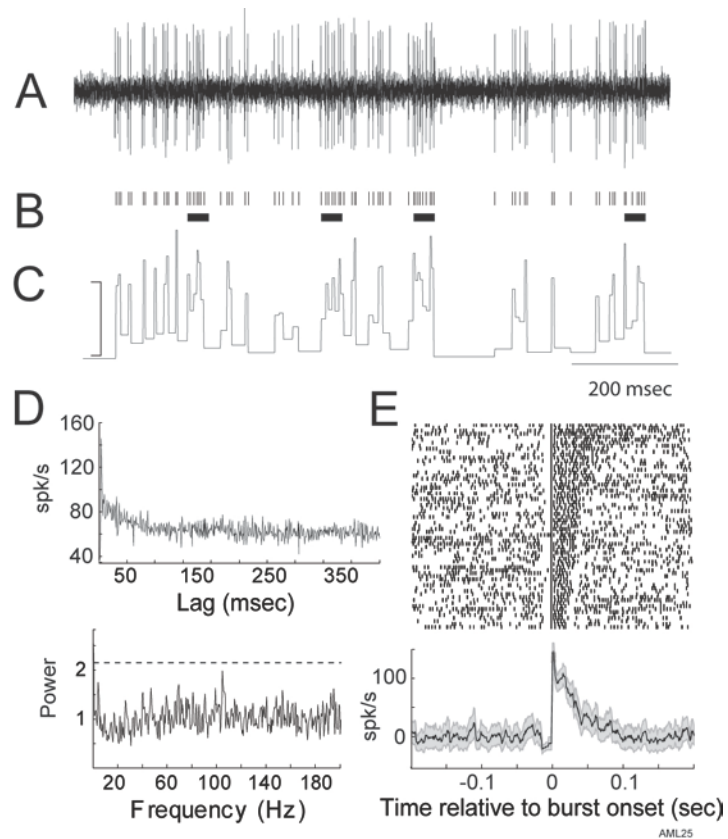 A
B
C
200 msec
D
E
160
120
80
40
spk/s
50 150 250 350
Lag (msec)
2
1
Power
20 60 100 140 180
Frequency (Hz)
100
0
spk/s
-0.1 0 0.1
Time relative to burst onset (sec)
AML25